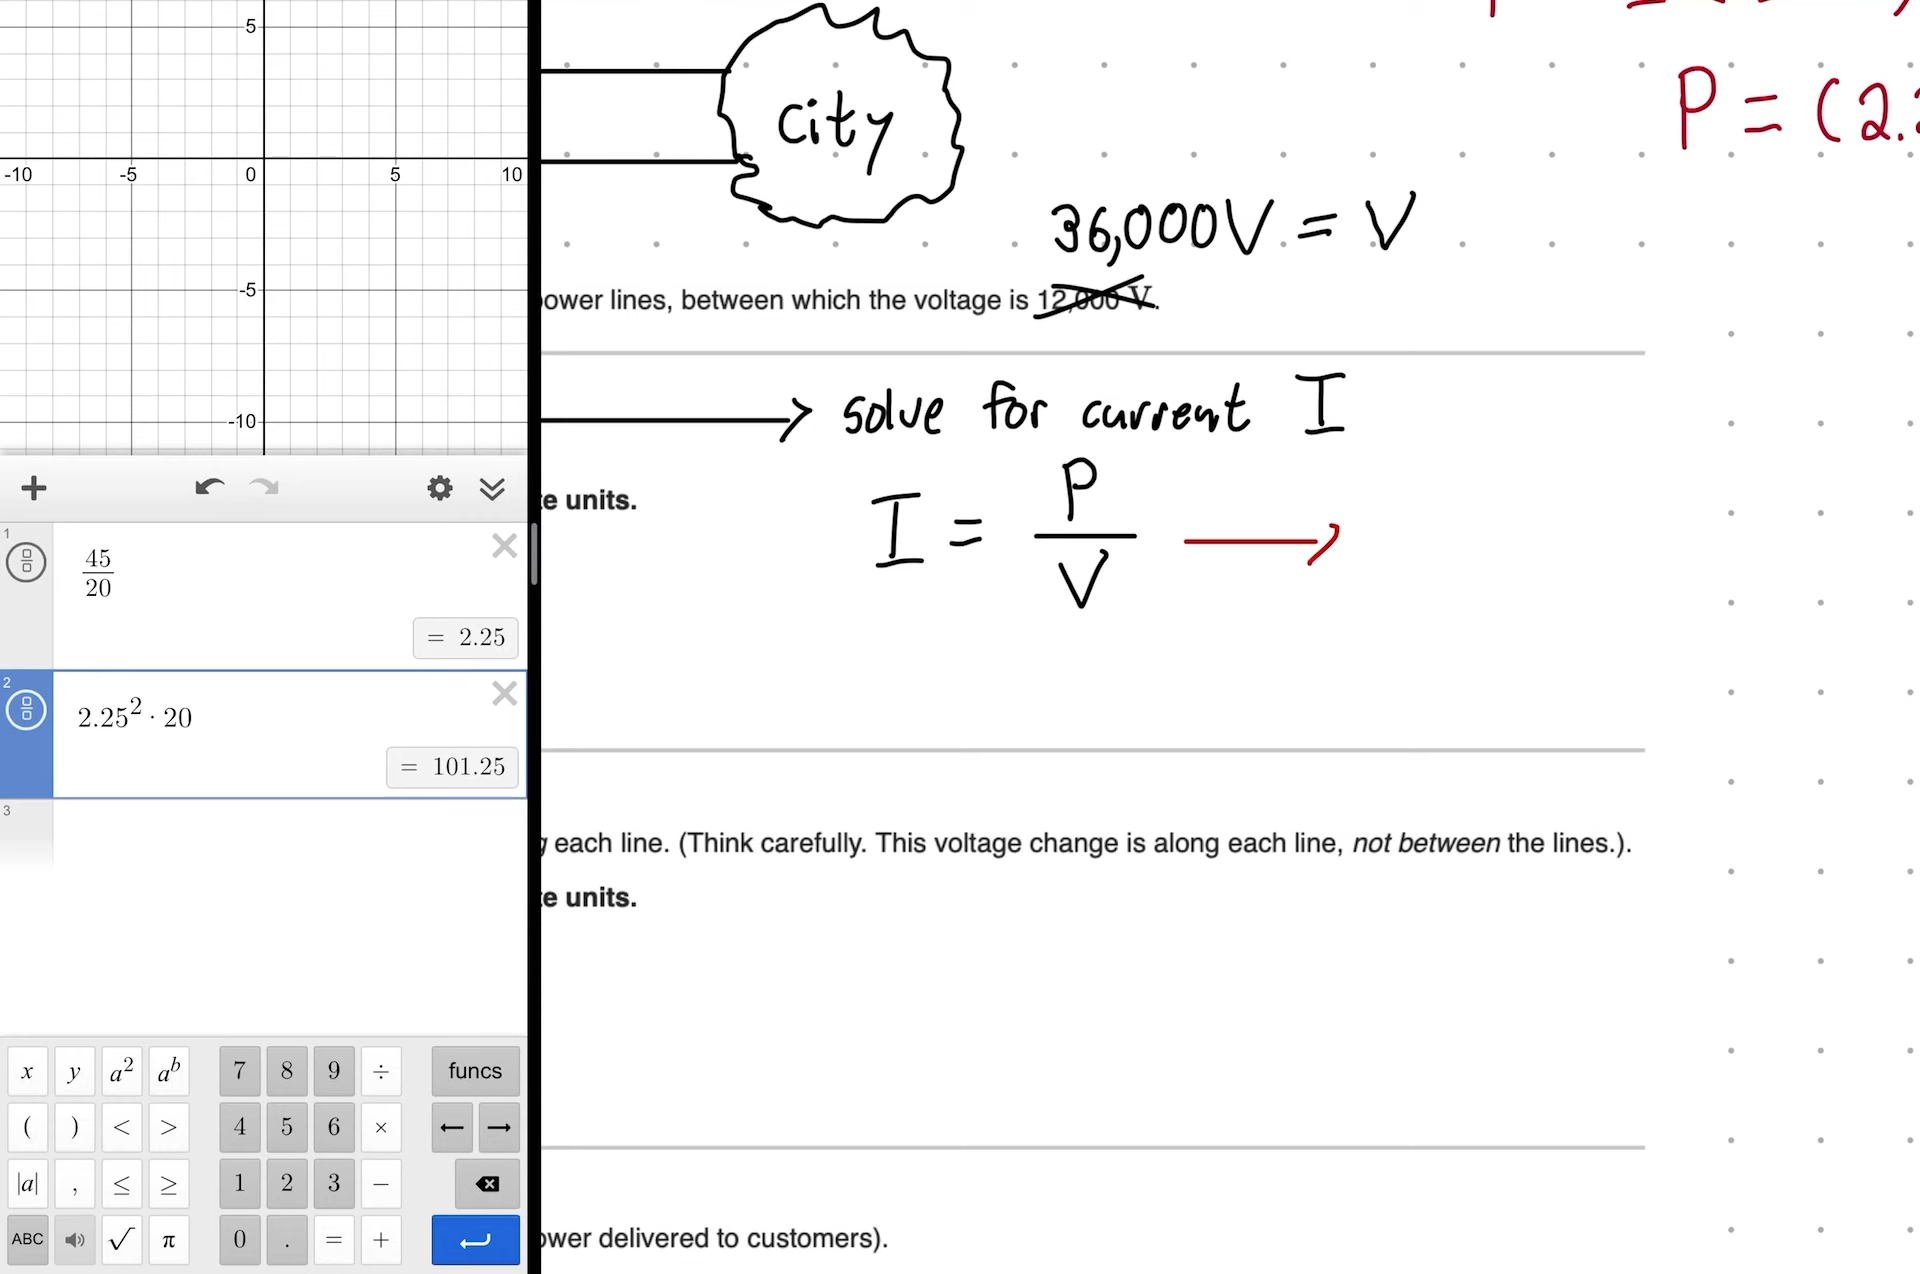 5
-10 -5 0 5 10
-5
-10
1
45
20
= 2.25
2
2.25² · 20
= 101.25
3
x y a² aᵇ 7 8 9 ÷ funcs
( ) < > 4 5 6 × ← →
|a| , ≤ ≥ 1 2 3 −
ABC √ π 0 . = +
city
P = (2.
36,000V = V
ower lines, between which the voltage is 12,000 V.
solve for current I
I = P/V
e units.
each line. (Think carefully. This voltage change is along each line, not between the lines.).
e units.
ower delivered to customers).